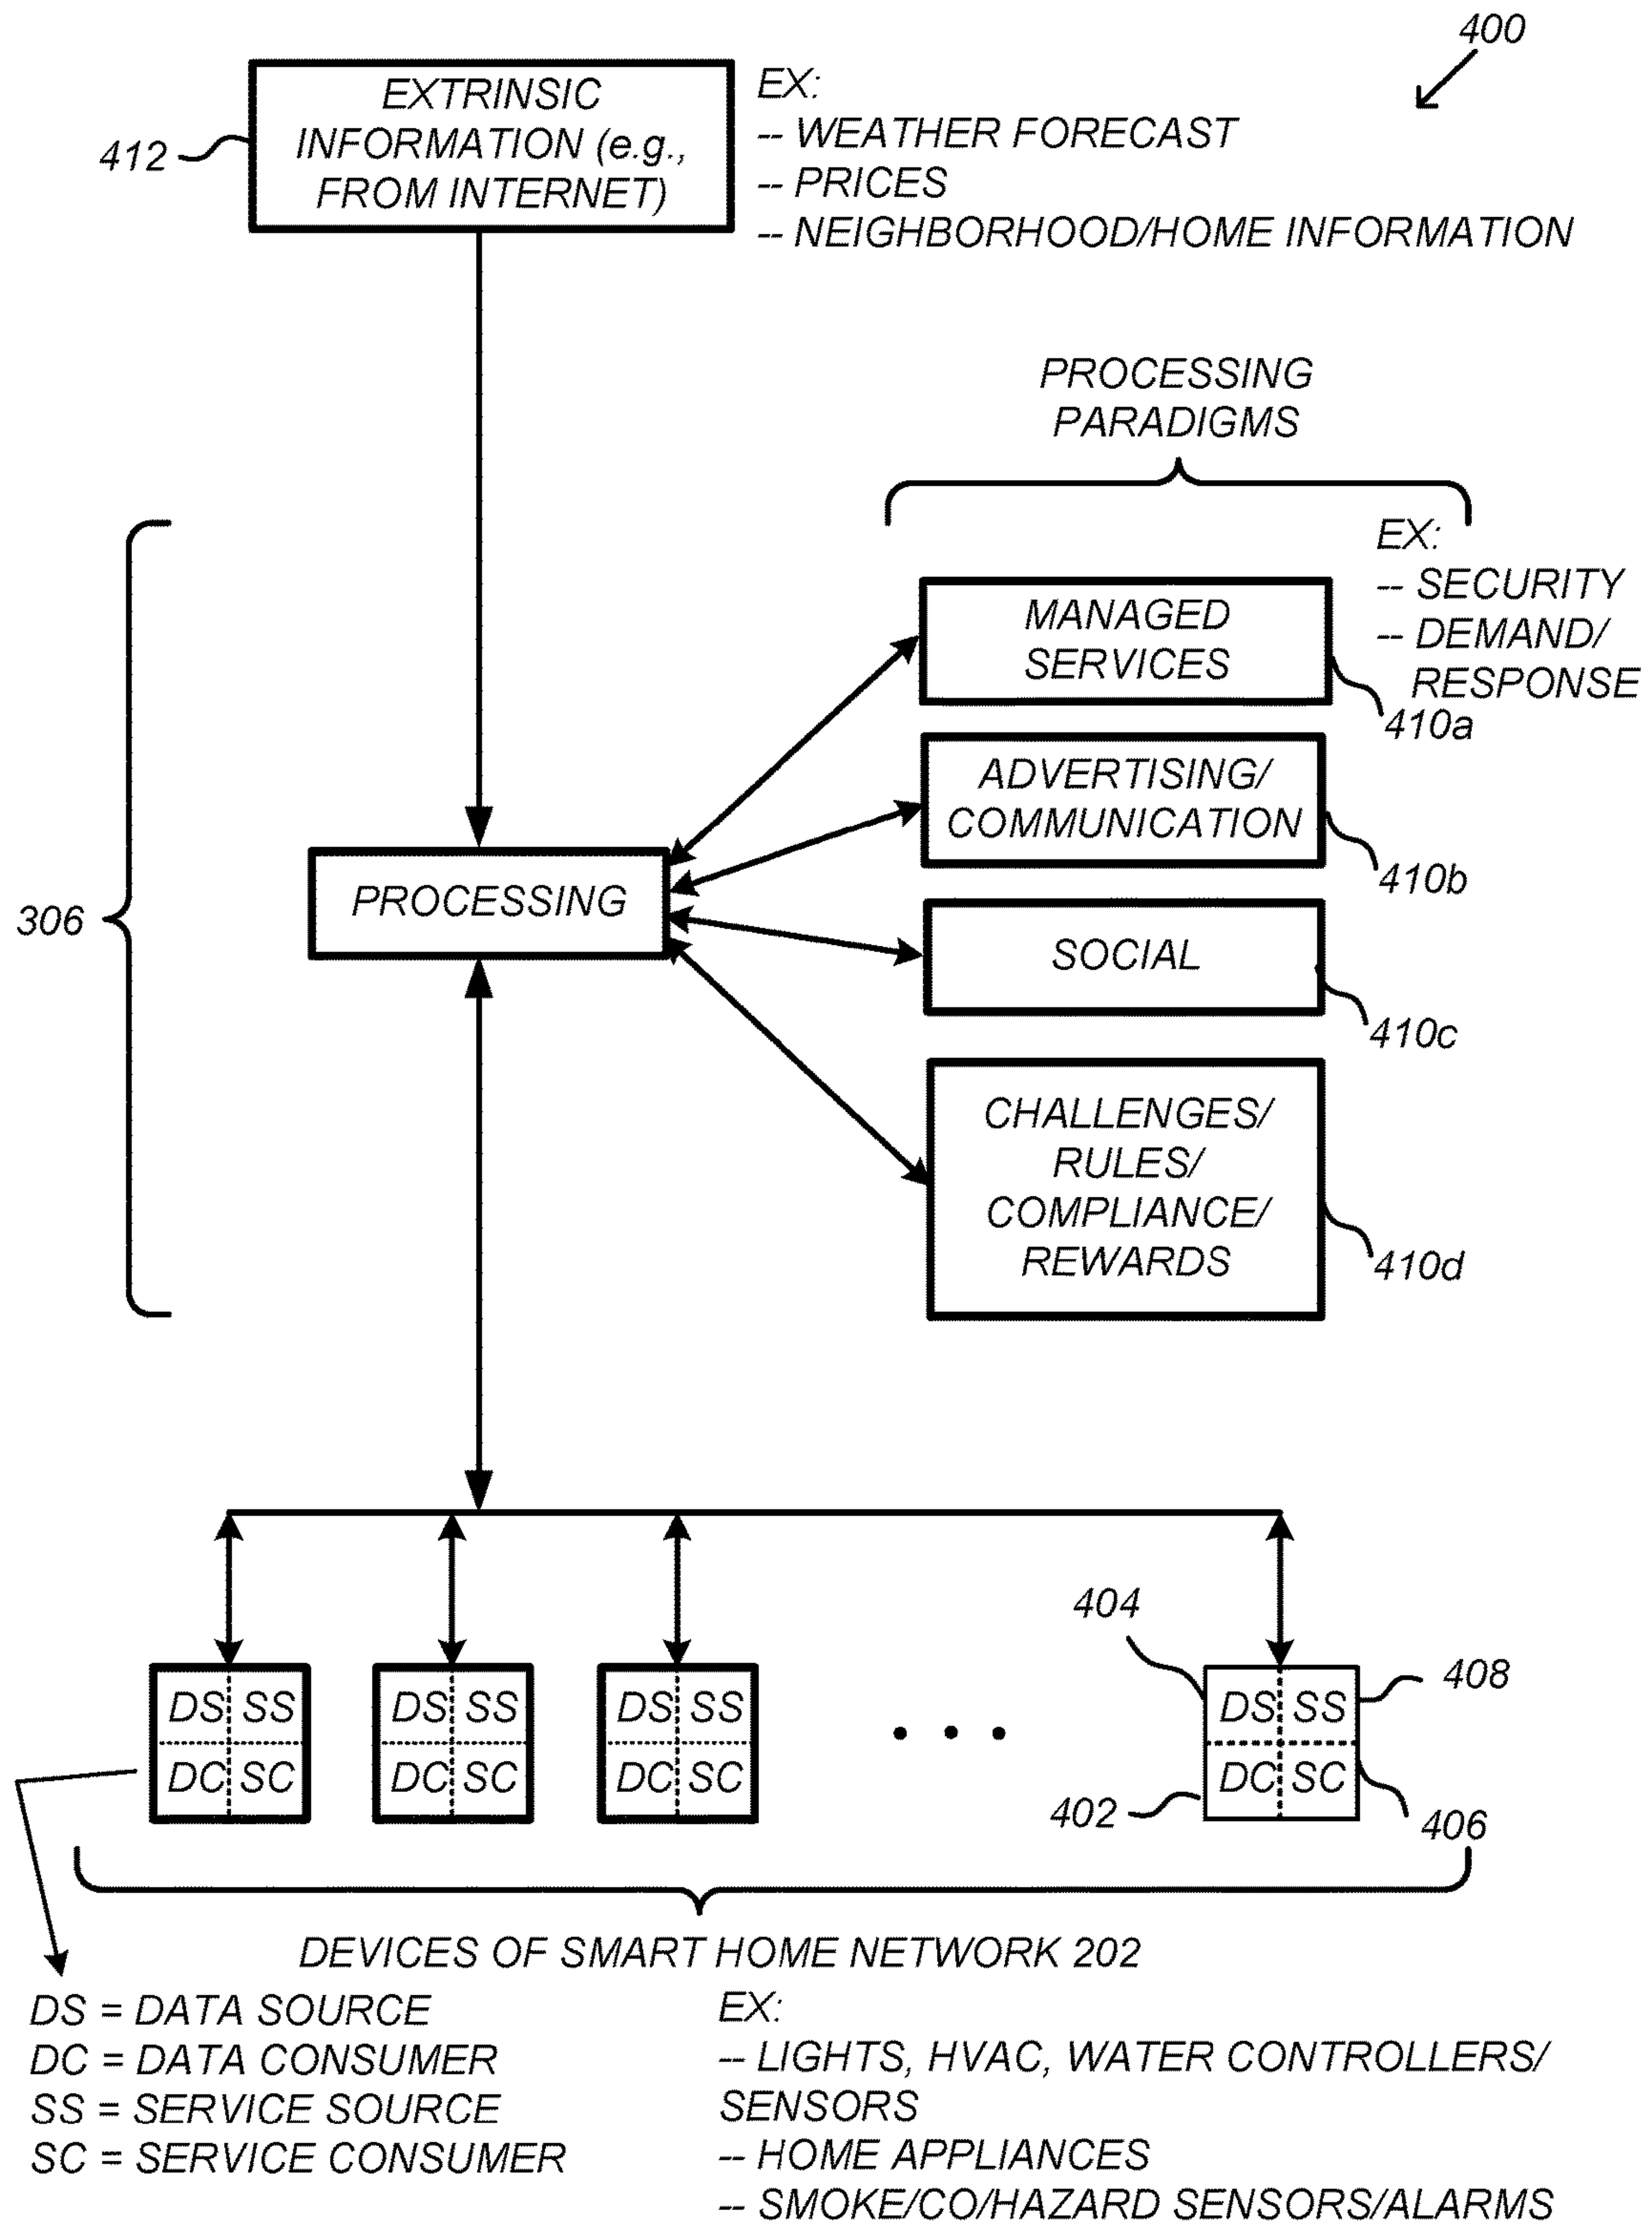 400
EXTRINSIC
INFORMATION (e.g.,
FROM INTERNET)
412
EX:
-- WEATHER FORECAST
-- PRICES
-- NEIGHBORHOOD/HOME INFORMATION
PROCESSING
PARADIGMS
EX:
-- SECURITY
-- DEMAND/
RESPONSE
MANAGED
SERVICES
410a
ADVERTISING/
COMMUNICATION
410b
306
PROCESSING
SOCIAL
410c
CHALLENGES/
RULES/
COMPLIANCE/
REWARDS
410d
404
408
DS SS
DC SC
DS SS
DC SC
DS SS
DC SC
. . .
DS SS
DC SC
402
406
DEVICES OF SMART HOME NETWORK 202
DS = DATA SOURCE
DC = DATA CONSUMER
SS = SERVICE SOURCE
SC = SERVICE CONSUMER
EX:
-- LIGHTS, HVAC, WATER CONTROLLERS/
SENSORS
-- HOME APPLIANCES
-- SMOKE/CO/HAZARD SENSORS/ALARMS